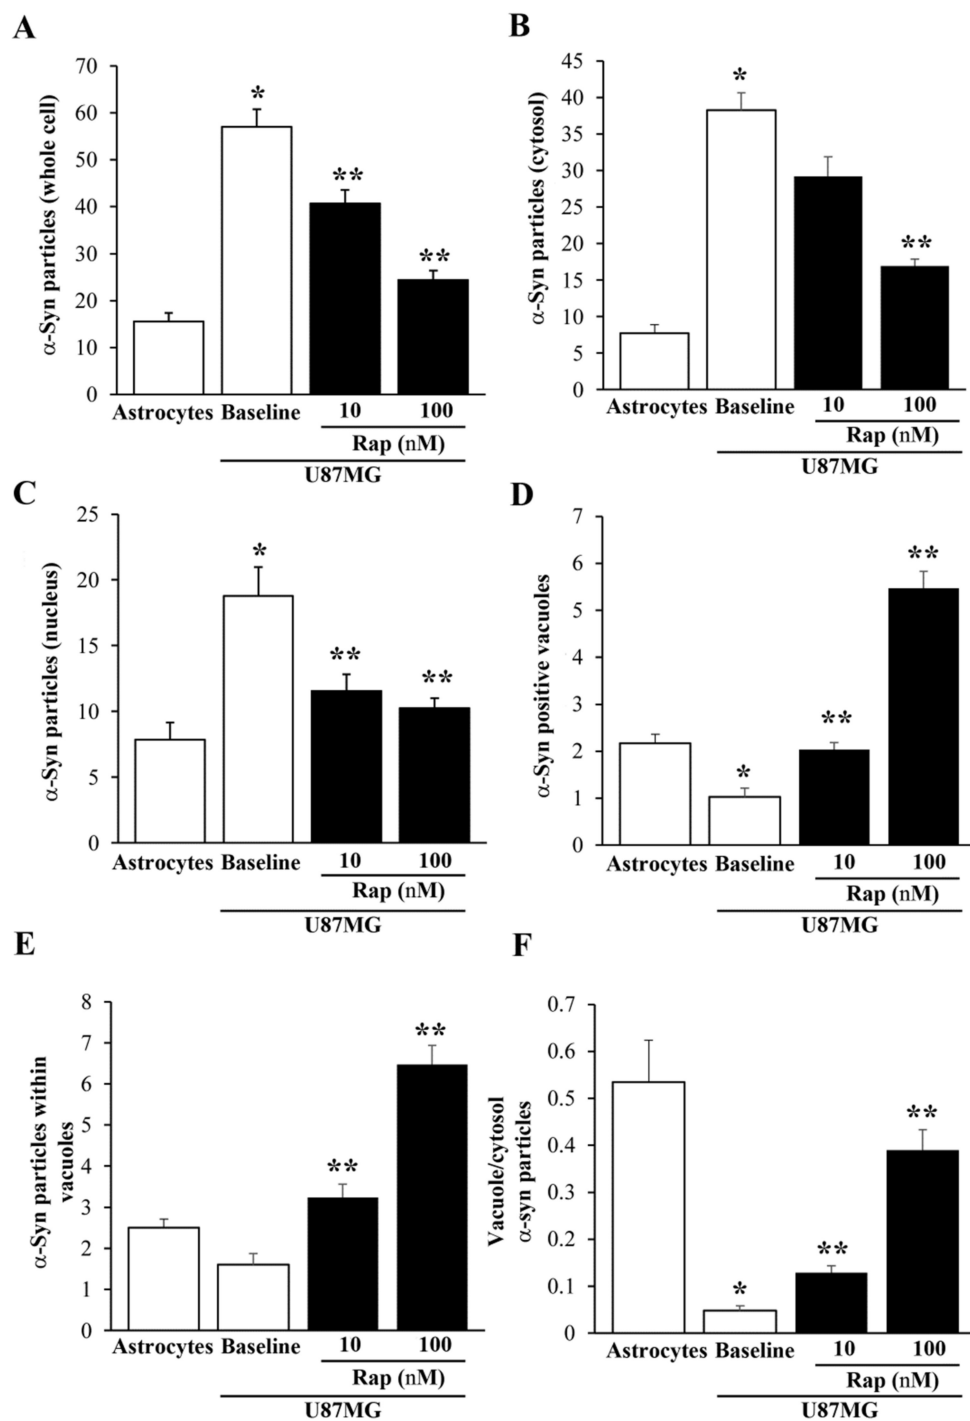 A
α-Syn particles (whole cell)
70
60
50
40
30
20
10
0
*
**
**
Astrocytes Baseline 10 100
Rap (nM)
U87MG
B
α-Syn particles (cytosol)
45
40
35
30
25
20
15
10
5
0
*
**
Astrocytes Baseline 10 100
Rap (nM)
U87MG
C
α-Syn particles (nucleus)
25
20
15
10
5
0
*
**
**
Astrocytes Baseline 10 100
Rap (nM)
U87MG
D
α-Syn positive vacuoles
7
6
5
4
3
2
1
0
*
**
**
Astrocytes Baseline 10 100
Rap (nM)
U87MG
E
α-Syn particles within
vacuoles
8
7
6
5
4
3
2
1
0
**
**
Astrocytes Baseline 10 100
Rap (nM)
U87MG
F
Vacuole/cytosol
α-syn particles
0.7
0.6
0.5
0.4
0.3
0.2
0.1
0
*
**
**
Astrocytes Baseline 10 100
Rap (nM)
U87MG